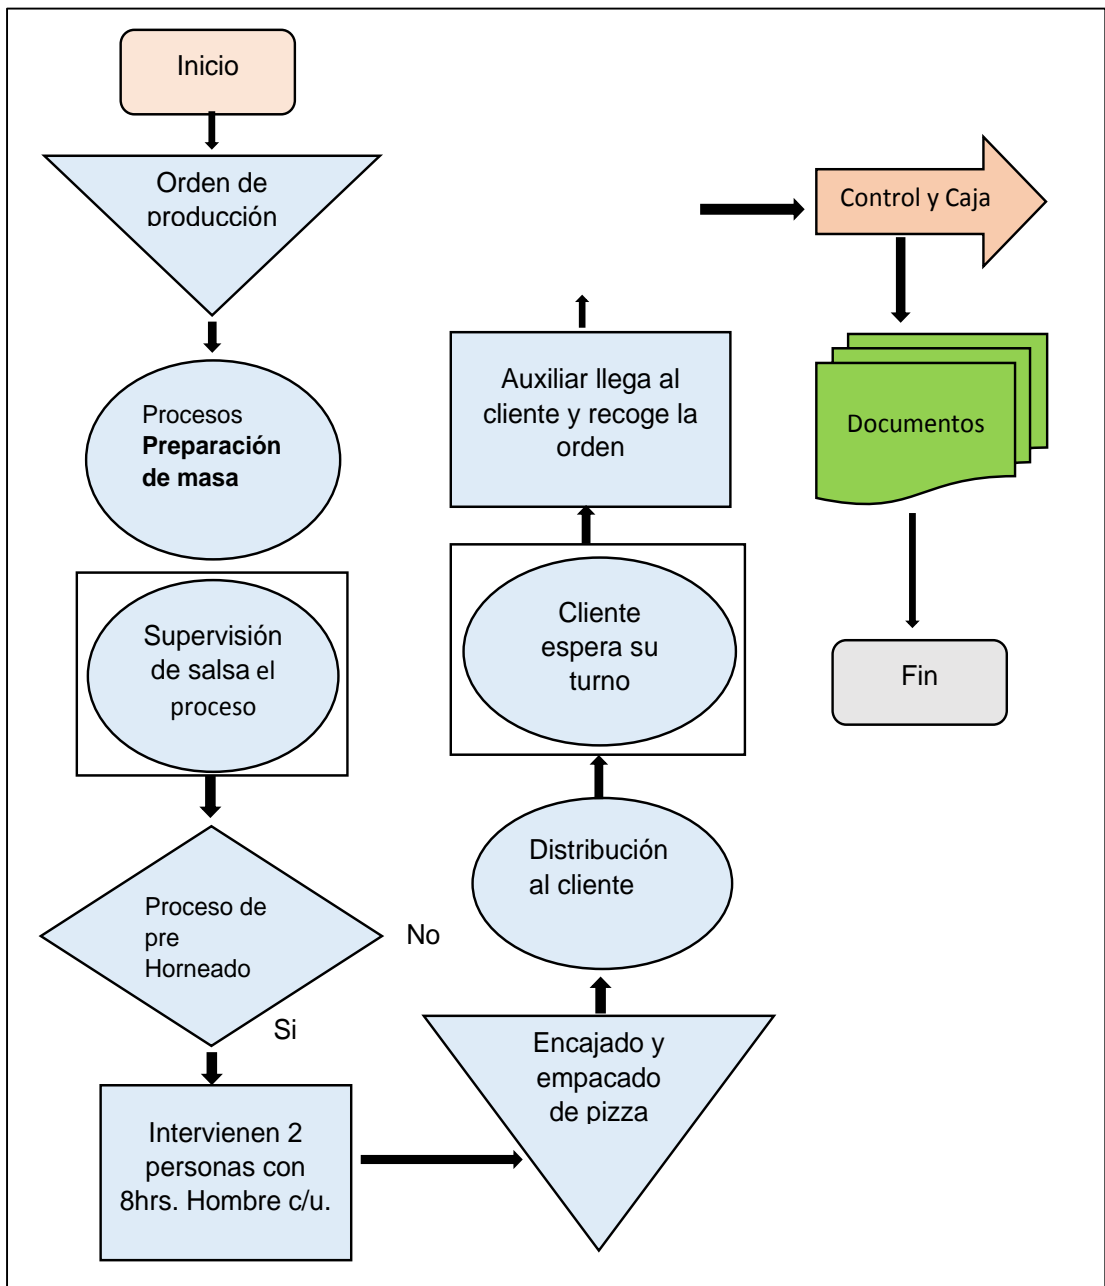 Inicio
Orden de
producción
Procesos
Preparación
de masa
Supervisión
de salsa el
proceso
Proceso de
pre
Horneado
No
Si
Intervienen 2
personas con
8hrs. Hombre c/u.
Encajado y
empacado
de pizza
Distribución
al cliente
Cliente
espera su
turno
Auxiliar llega al
cliente y recoge la
orden
Control y Caja
Documentos
Fin